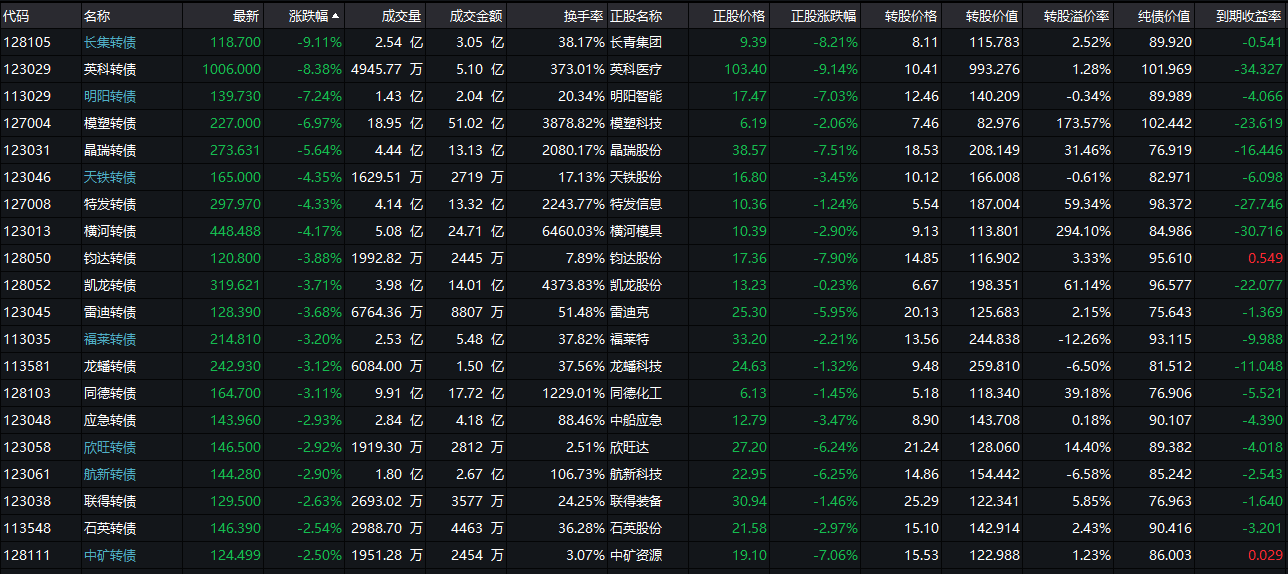 代码 名称 最新 涨跌幅 成交量 成交金额 换手率 正股名称 正股价格 正股涨跌幅 转股价格 转股价值 转股溢价率 纯债价值 到期收益率
128105 长集转债 118.700 -9.11% 2.54 亿 3.05 亿 38.17% 长青集团 9.39 -8.21% 8.11 115.783 2.52% 89.920 -0.541
123029 英科转债 1006.000 -8.38% 4945.77 万 5.10 亿 373.01% 英科医疗 103.40 -9.14% 10.41 993.276 1.28% 101.969 -34.327
113029 明阳转债 139.730 -7.24% 1.43 亿 2.04 亿 20.34% 明阳智能 17.47 -7.03% 12.46 140.209 -0.34% 89.989 -4.066
127004 模塑转债 227.000 -6.97% 18.95 亿 51.02 亿 3878.82% 模塑科技 6.19 -2.06% 7.46 82.976 173.57% 102.442 -23.619
123031 晶瑞转债 273.631 -5.64% 4.44 亿 13.13 亿 2080.17% 晶瑞股份 38.57 -7.51% 18.53 208.149 31.46% 76.919 -16.446
123046 天铁转债 165.000 -4.35% 1629.51 万 2719 万 17.13% 天铁股份 16.80 -3.45% 10.12 166.008 -0.61% 82.971 -6.098
127008 特发转债 297.970 -4.33% 4.14 亿 13.32 亿 2243.77% 特发信息 10.36 -1.24% 5.54 187.004 59.34% 98.372 -27.746
123013 横河转债 448.488 -4.17% 5.08 亿 24.71 亿 6460.03% 横河模具 10.39 -2.90% 9.13 113.801 294.10% 84.986 -30.716
128050 钧达转债 120.800 -3.88% 1992.82 万 2445 万 7.89% 钧达股份 17.36 -7.90% 14.85 116.902 3.33% 95.610 0.549
128052 凯龙转债 319.621 -3.71% 3.98 亿 14.01 亿 4373.83% 凯龙股份 13.23 -0.23% 6.67 198.351 61.14% 96.577 -22.077
123045 雷迪转债 128.390 -3.68% 6764.36 万 8807 万 51.48% 雷迪克 25.30 -5.95% 20.13 125.683 2.15% 75.643 -1.369
113035 福莱转债 214.810 -3.20% 2.53 亿 5.48 亿 37.82% 福莱特 33.20 -2.21% 13.56 244.838 -12.26% 93.115 -9.988
113581 龙蟠转债 242.930 -3.12% 6084.00 万 1.50 亿 37.56% 龙蟠科技 24.63 -1.32% 9.48 259.810 -6.50% 81.512 -11.048
128103 同德转债 164.700 -3.11% 9.91 亿 17.72 亿 1229.01% 同德化工 6.13 -1.45% 5.18 118.340 39.18% 76.906 -5.521
123048 应急转债 143.960 -2.93% 2.84 亿 4.18 亿 88.46% 中船应急 12.79 -3.47% 8.90 143.708 0.18% 90.107 -4.390
123058 欣旺转债 146.500 -2.92% 1919.30 万 2812 万 2.51% 欣旺达 27.20 -6.24% 21.24 128.060 14.40% 89.382 -4.018
123061 航新转债 144.280 -2.90% 1.80 亿 2.67 亿 106.73% 航新科技 22.95 -6.25% 14.86 154.442 -6.58% 85.242 -2.543
123038 联得转债 129.500 -2.63% 2693.02 万 3577 万 24.25% 联得装备 30.94 -1.46% 25.29 122.341 5.85% 76.963 -1.640
113548 石英转债 146.390 -2.54% 2988.70 万 4463 万 36.28% 石英股份 21.58 -2.97% 15.10 142.914 2.43% 90.416 -3.201
128111 中矿转债 124.499 -2.50% 1951.28 万 2454 万 3.07% 中矿资源 19.10 -7.06% 15.53 122.988 1.23% 86.003 0.029